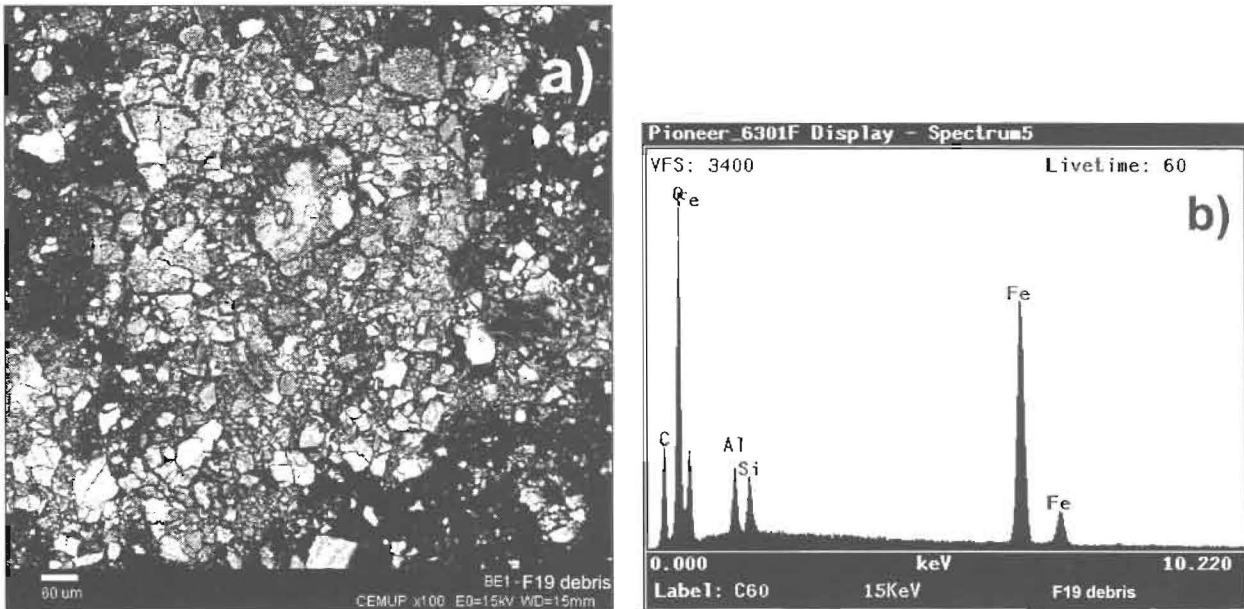 a)
60 um
BE1 - F19 debris
CEMUP x100 E0=15kV WD=15mm
Pioneer_6301F Display - Spectrum5
VFS: 3400
Livetime: 60
b)
O
Fe
C
Al
Si
Fe
Fe
0.000 keV 10.220
Label: C60 15KeV F19 debris